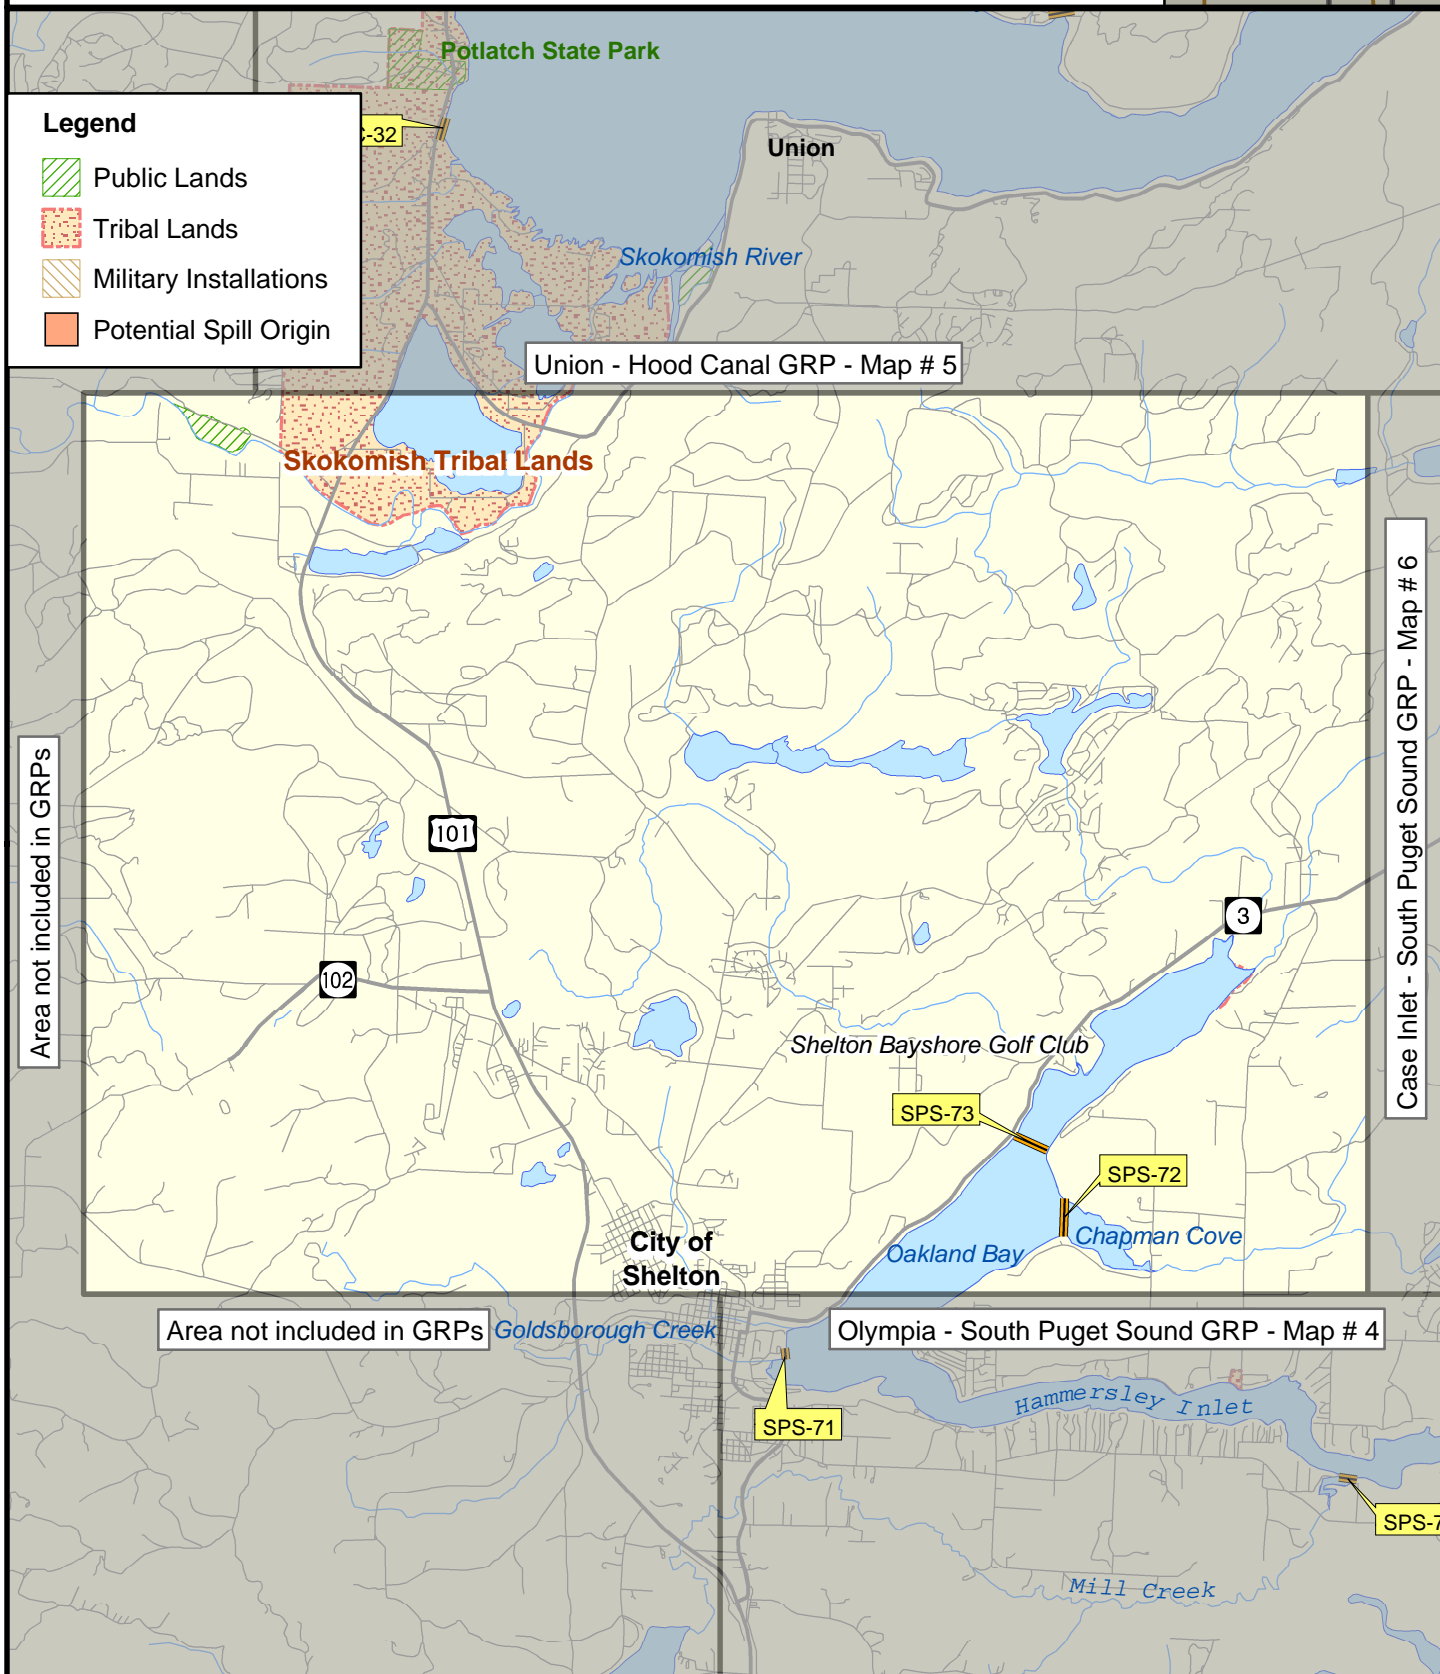 Potlatch State Park
Legend
Public Lands
Tribal Lands
Military Installations
Potential Spill Origin
-32
Union
Skokomish River
Union - Hood Canal GRP - Map # 5
Skokomish Tribal Lands
Area not included in GRPs
Case Inlet - South Puget Sound GRP - Map # 6
101
3
102
Shelton Bayshore Golf Club
SPS-73
SPS-72
Chapman Cove
Oakland Bay
City of
Shelton
Area not included in GRPs
Goldsborough Creek
Olympia - South Puget Sound GRP - Map # 4
Hammersley Inlet
SPS-71
SPS-7
Mill Creek